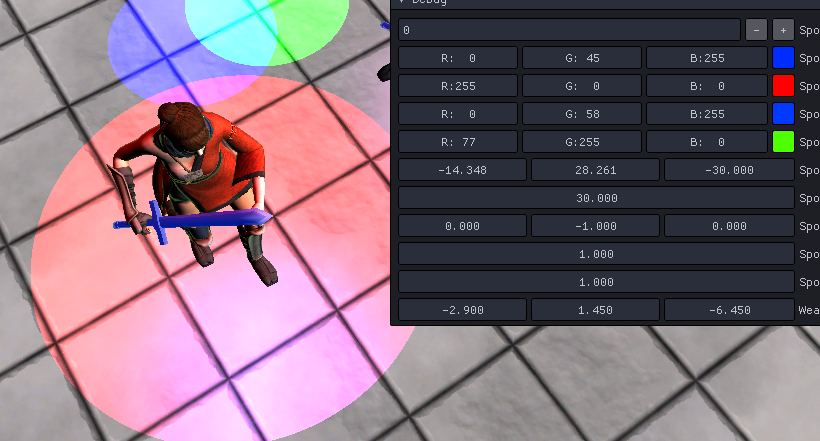 Debug
0 - + Spo
R: 0 G: 45 B:255 Spo
R:255 G: 0 B: 0 Spo
R: 0 G: 58 B:255 Spo
R: 77 G:255 B: 0 Spo
-14.348 28.261 -30.000 Spo
30.000 Spo
0.000 -1.000 0.000 Spo
1.000 Spo
1.000 Spo
-2.900 1.450 -6.450 Wea